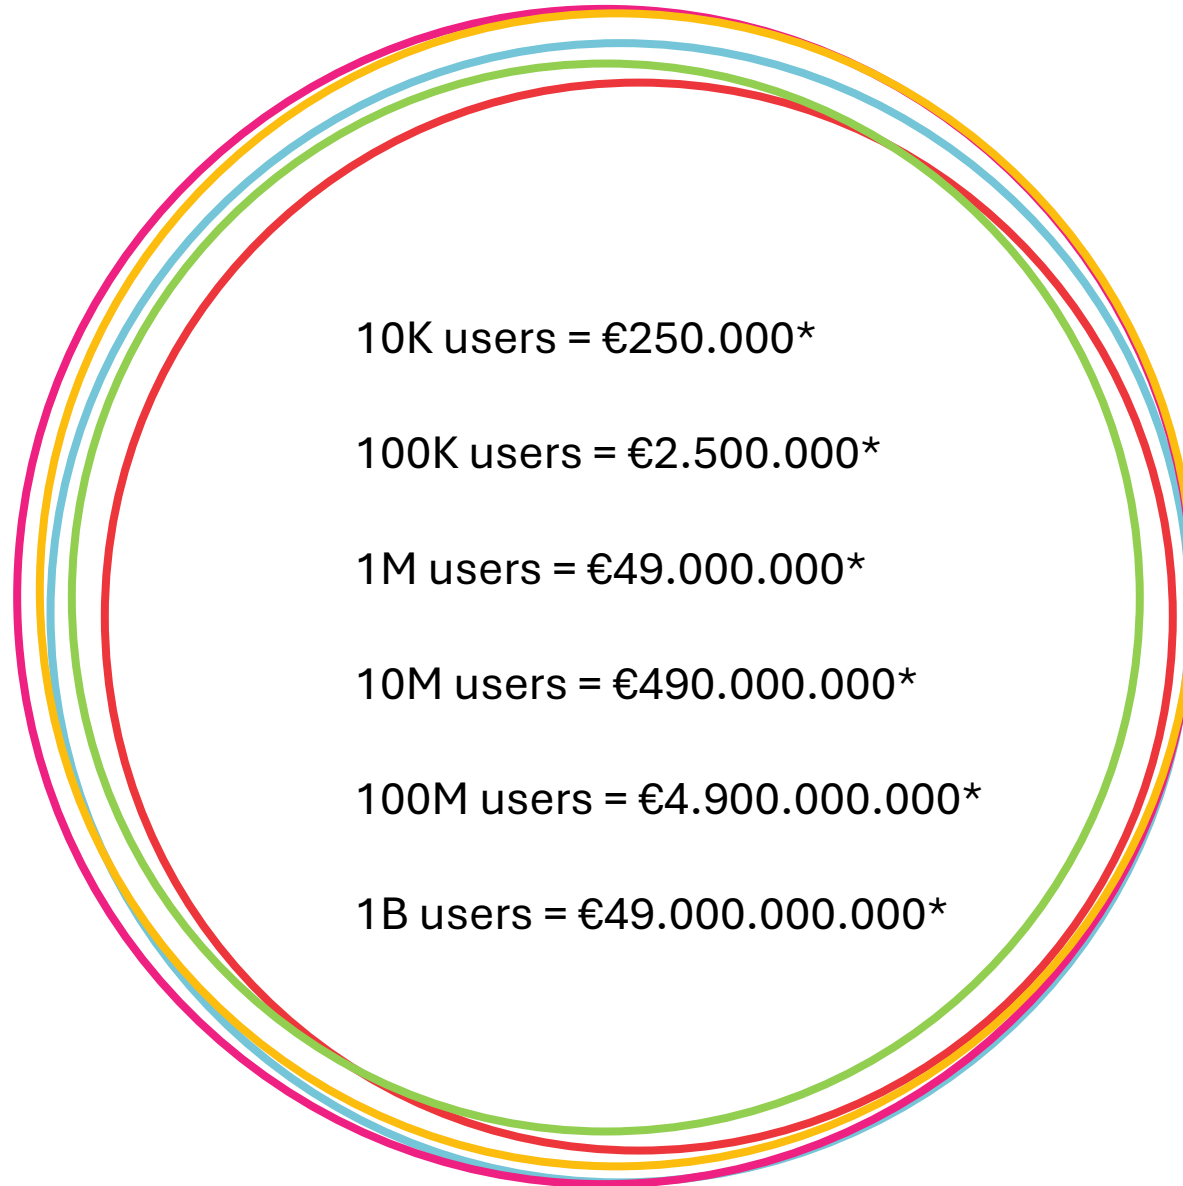 10K users = €250.000*
100K users = €2.500.000*
1M users = €49.000.000*
10M users = €490.000.000*
100M users = €4.900.000.000*
1B users = €49.000.000.000*